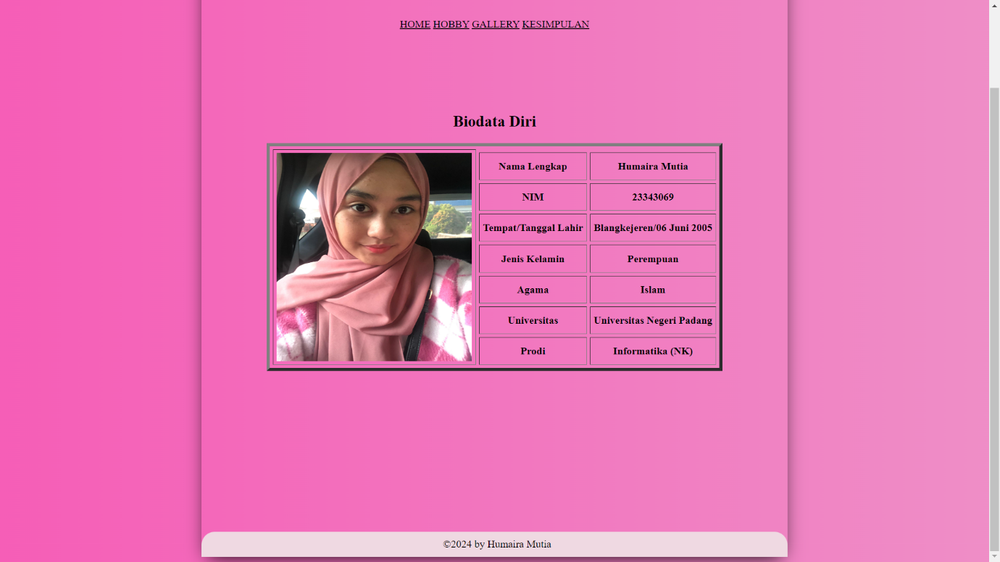 HOME HOBBY GALLERY KESIMPULAN
Biodata Diri
Nama Lengkap Humaira Mutia
NIM 23343069
Tempat/Tanggal Lahir Blangkejeren/06 Juni 2005
Jenis Kelamin Perempuan
Agama Islam
Universitas Universitas Negeri Padang
Prodi Informatika (NK)
©2024 by Humaira Mutia